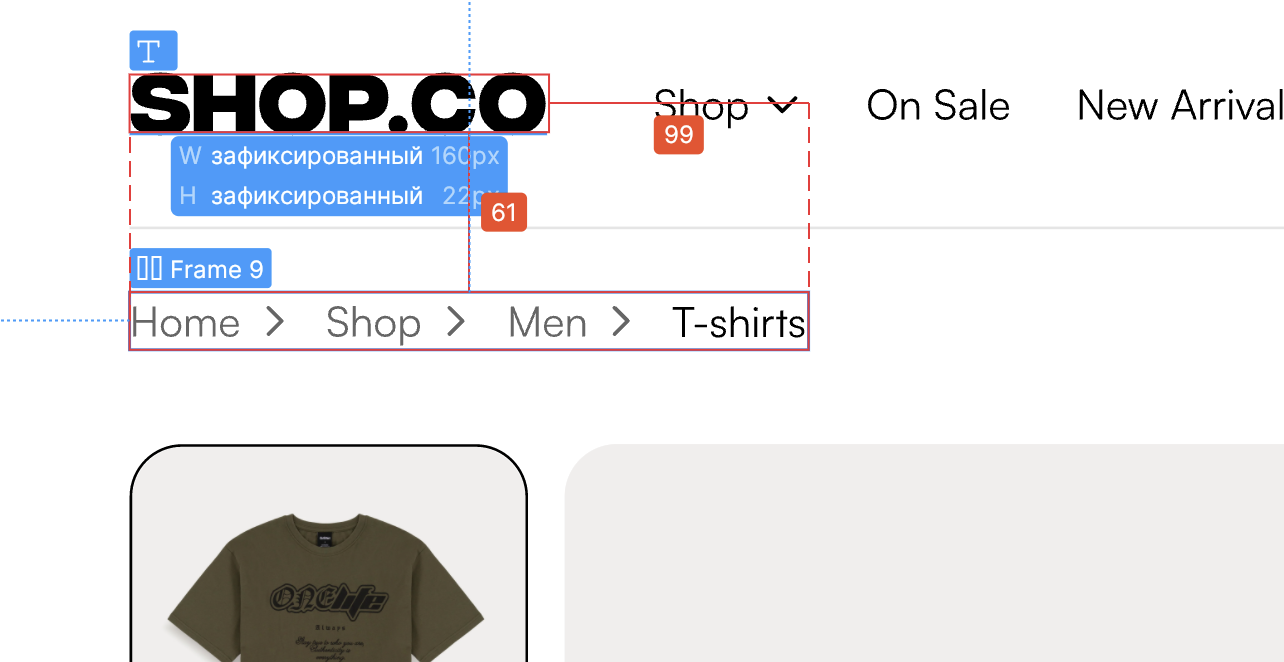 T
SHOP.CO
Shop
On Sale
New Arrival
99
W зафиксированный 160px
H зафиксированный 22px
61
Frame 9
Home
Shop
Men
T-shirts
ONElife